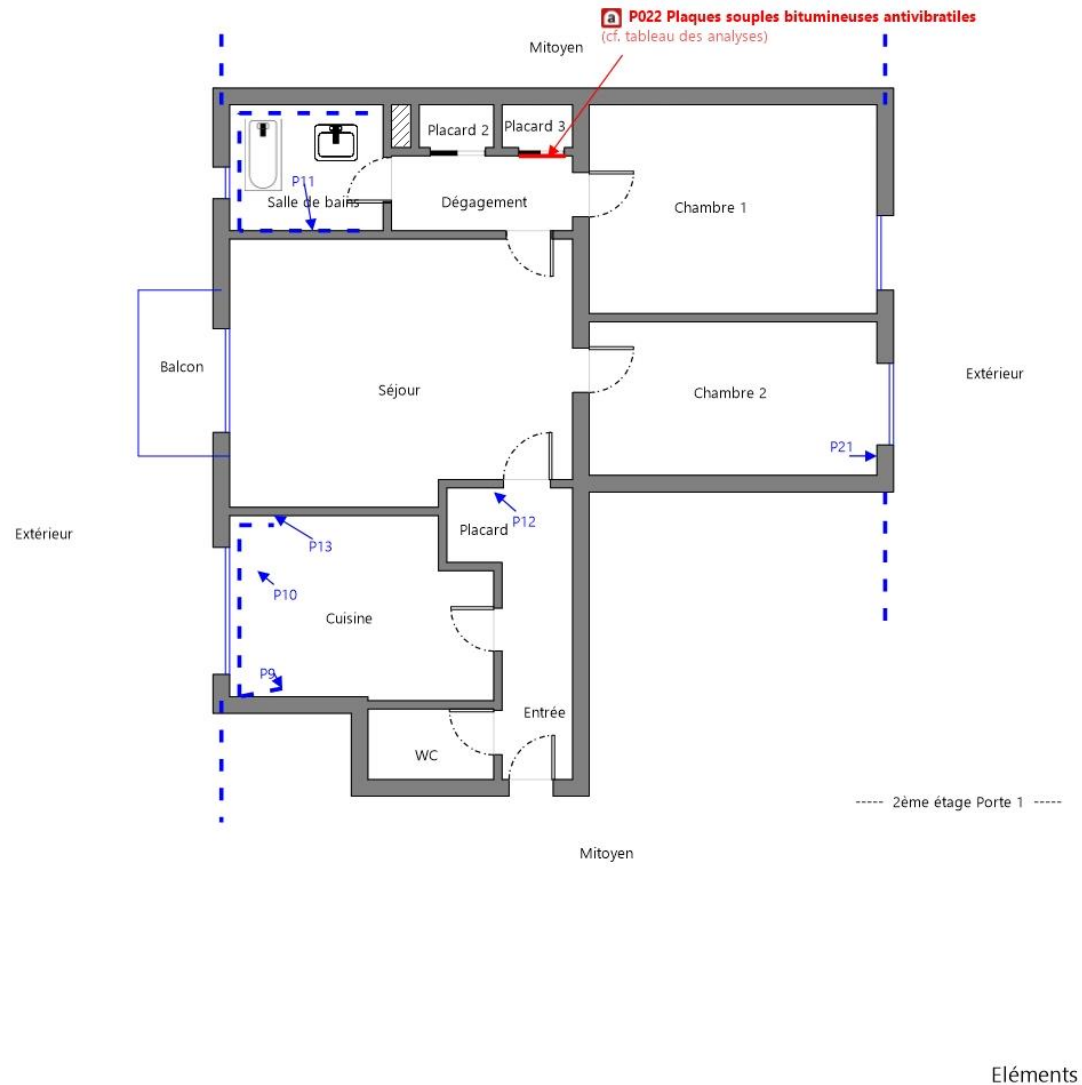 a P022 Plaques souples bitumineuses antivibratiles
(cf. tableau des analyses)
Mitoyen
Placard 2
Placard 3
P11
Salle de bains
Dégagement
Chambre 1
Balcon
Séjour
Chambre 2
Extérieur
P21
Extérieur
Placard
P12
P13
P10
Cuisine
P9
Entrée
WC
----- 2ème étage Porte 1 -----
Mitoyen
Eléments